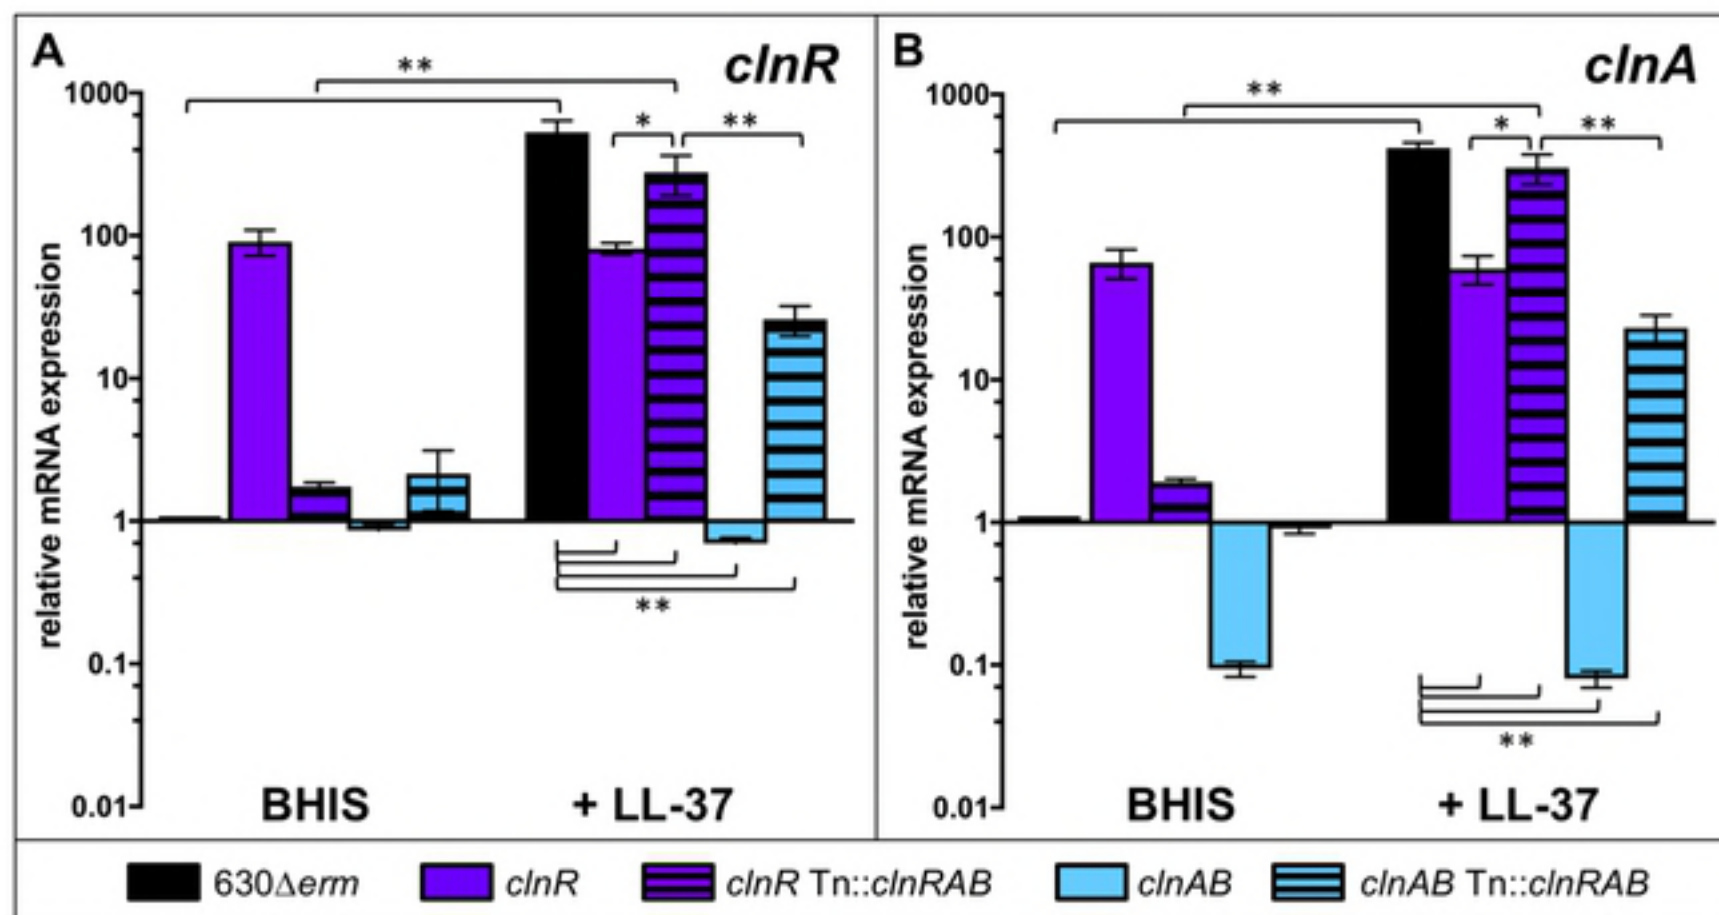 A
clnR
**
*
**
1000
100
10
1
0.1
0.01
relative mRNA expression
**
BHIS
+ LL-37
B
clnA
**
*
**
1000
100
10
1
0.1
0.01
relative mRNA expression
**
BHIS
+ LL-37
630Δerm clnR clnR Tn::clnRAB clnAB clnAB Tn::clnRAB